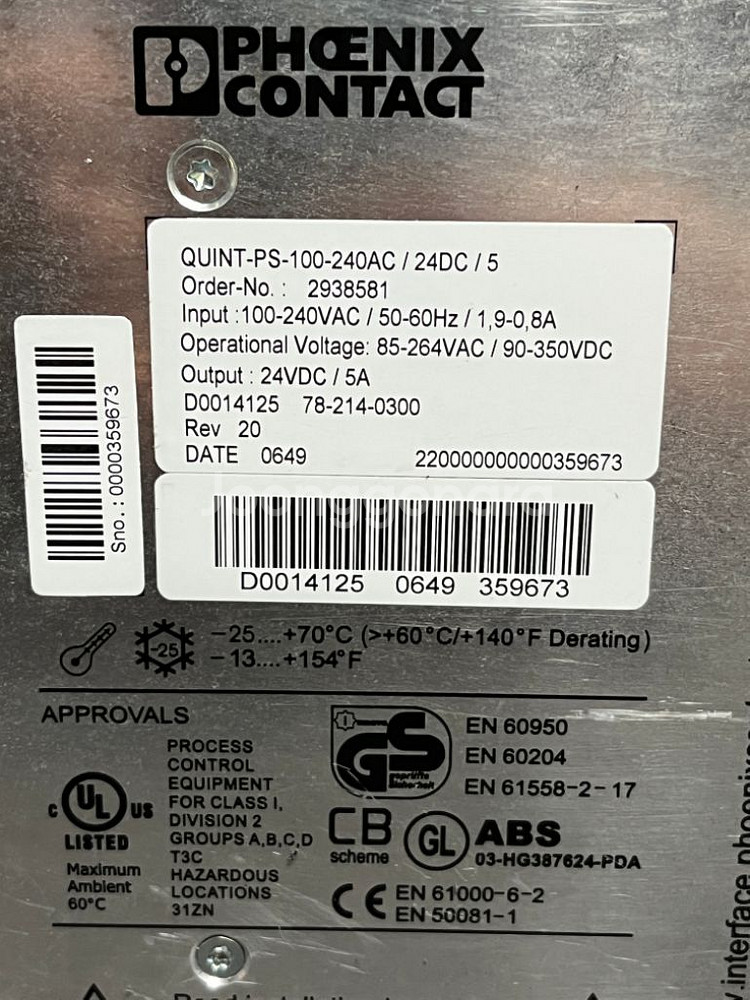 PHŒNIX
CONTACT
QUINT-PS-100-240AC / 24DC / 5
Order-No. : 2938581
Input :100-240VAC / 50-60Hz / 1,9-0,8A
Operational Voltage: 85-264VAC / 90-350VDC
Output : 24VDC / 5A
D0014125 78-214-0300
Rev 20
DATE 0649 220000000000359673
Sno.: 0000359673
D0014125 0649 359673
-25
-25....+70°C (>+60°C/+140°F Derating)
-13....+154°F
APPROVALS
C UL US
LISTED
Maximum
Ambient
60°C
PROCESS
CONTROL
EQUIPMENT
FOR CLASS I,
DIVISION 2
GROUPS A,B,C,D
T3C
HAZARDOUS
LOCATIONS
31ZN
GS
geprüfte
Sicherheit
EN 60950
EN 60204
EN 61558-2-17
CB
scheme
GL
ABS
03-HG387624-PDA
CE
EN 61000-6-2
EN 50081-1
Joonggonara